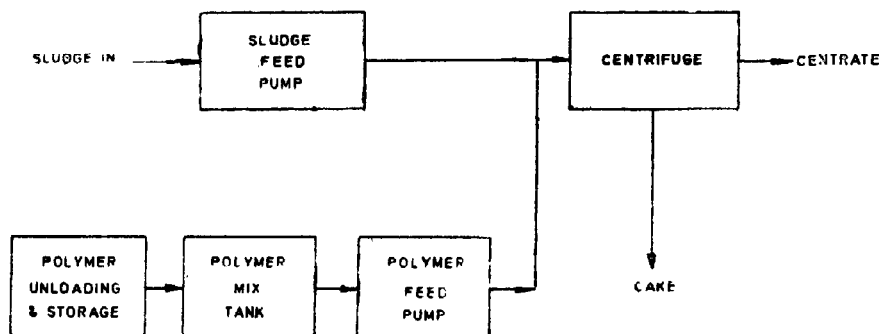 SLUDGE IN
SLUDGE
FEED
PUMP
CENTRIFUGE
CENTRATE
POLYMER
UNLOADING
& STORAGE
POLYMER
MIX
TANK
POLYMER
FEED
PUMP
CAKE